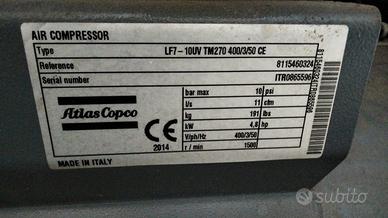 AIR COMPRESSOR
Type LF7-10UV TM270 400/3/50 CE
Reference 8115460324
Serial number ITR0865596
bar max 10 psi
l/s 11 cfm
kg 191 lbs
kW 4,8 hp
V/ph/Hz 400/3/50
r / min 1500
Atlas Copco
CE
2014
MADE IN ITALY
subito